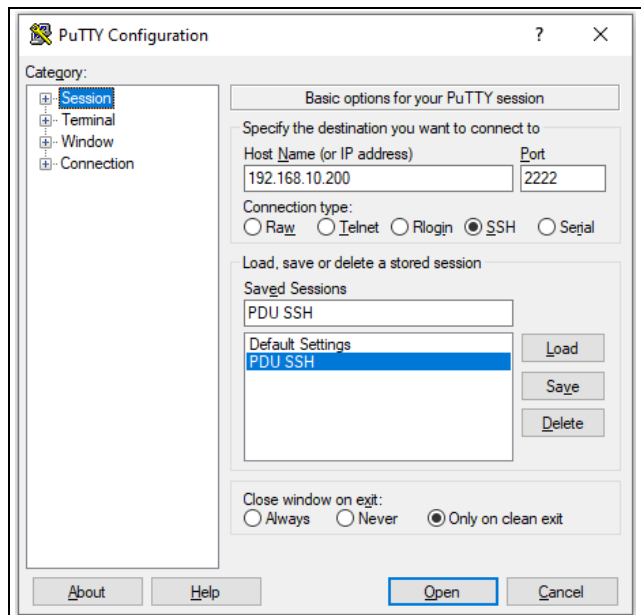 PuTTY Configuration ? ×
Category:
Session
Terminal
Window
Connection
Basic options for your PuTTY session
Specify the destination you want to connect to
Host Name (or IP address) Port
192.168.10.200 2222
Connection type:
Raw Telnet Rlogin SSH Serial
Load, save or delete a stored session
Saved Sessions
PDU SSH
Default Settings
PDU SSH
Load
Save
Delete
Close window on exit:
Always Never Only on clean exit
About Help Open Cancel